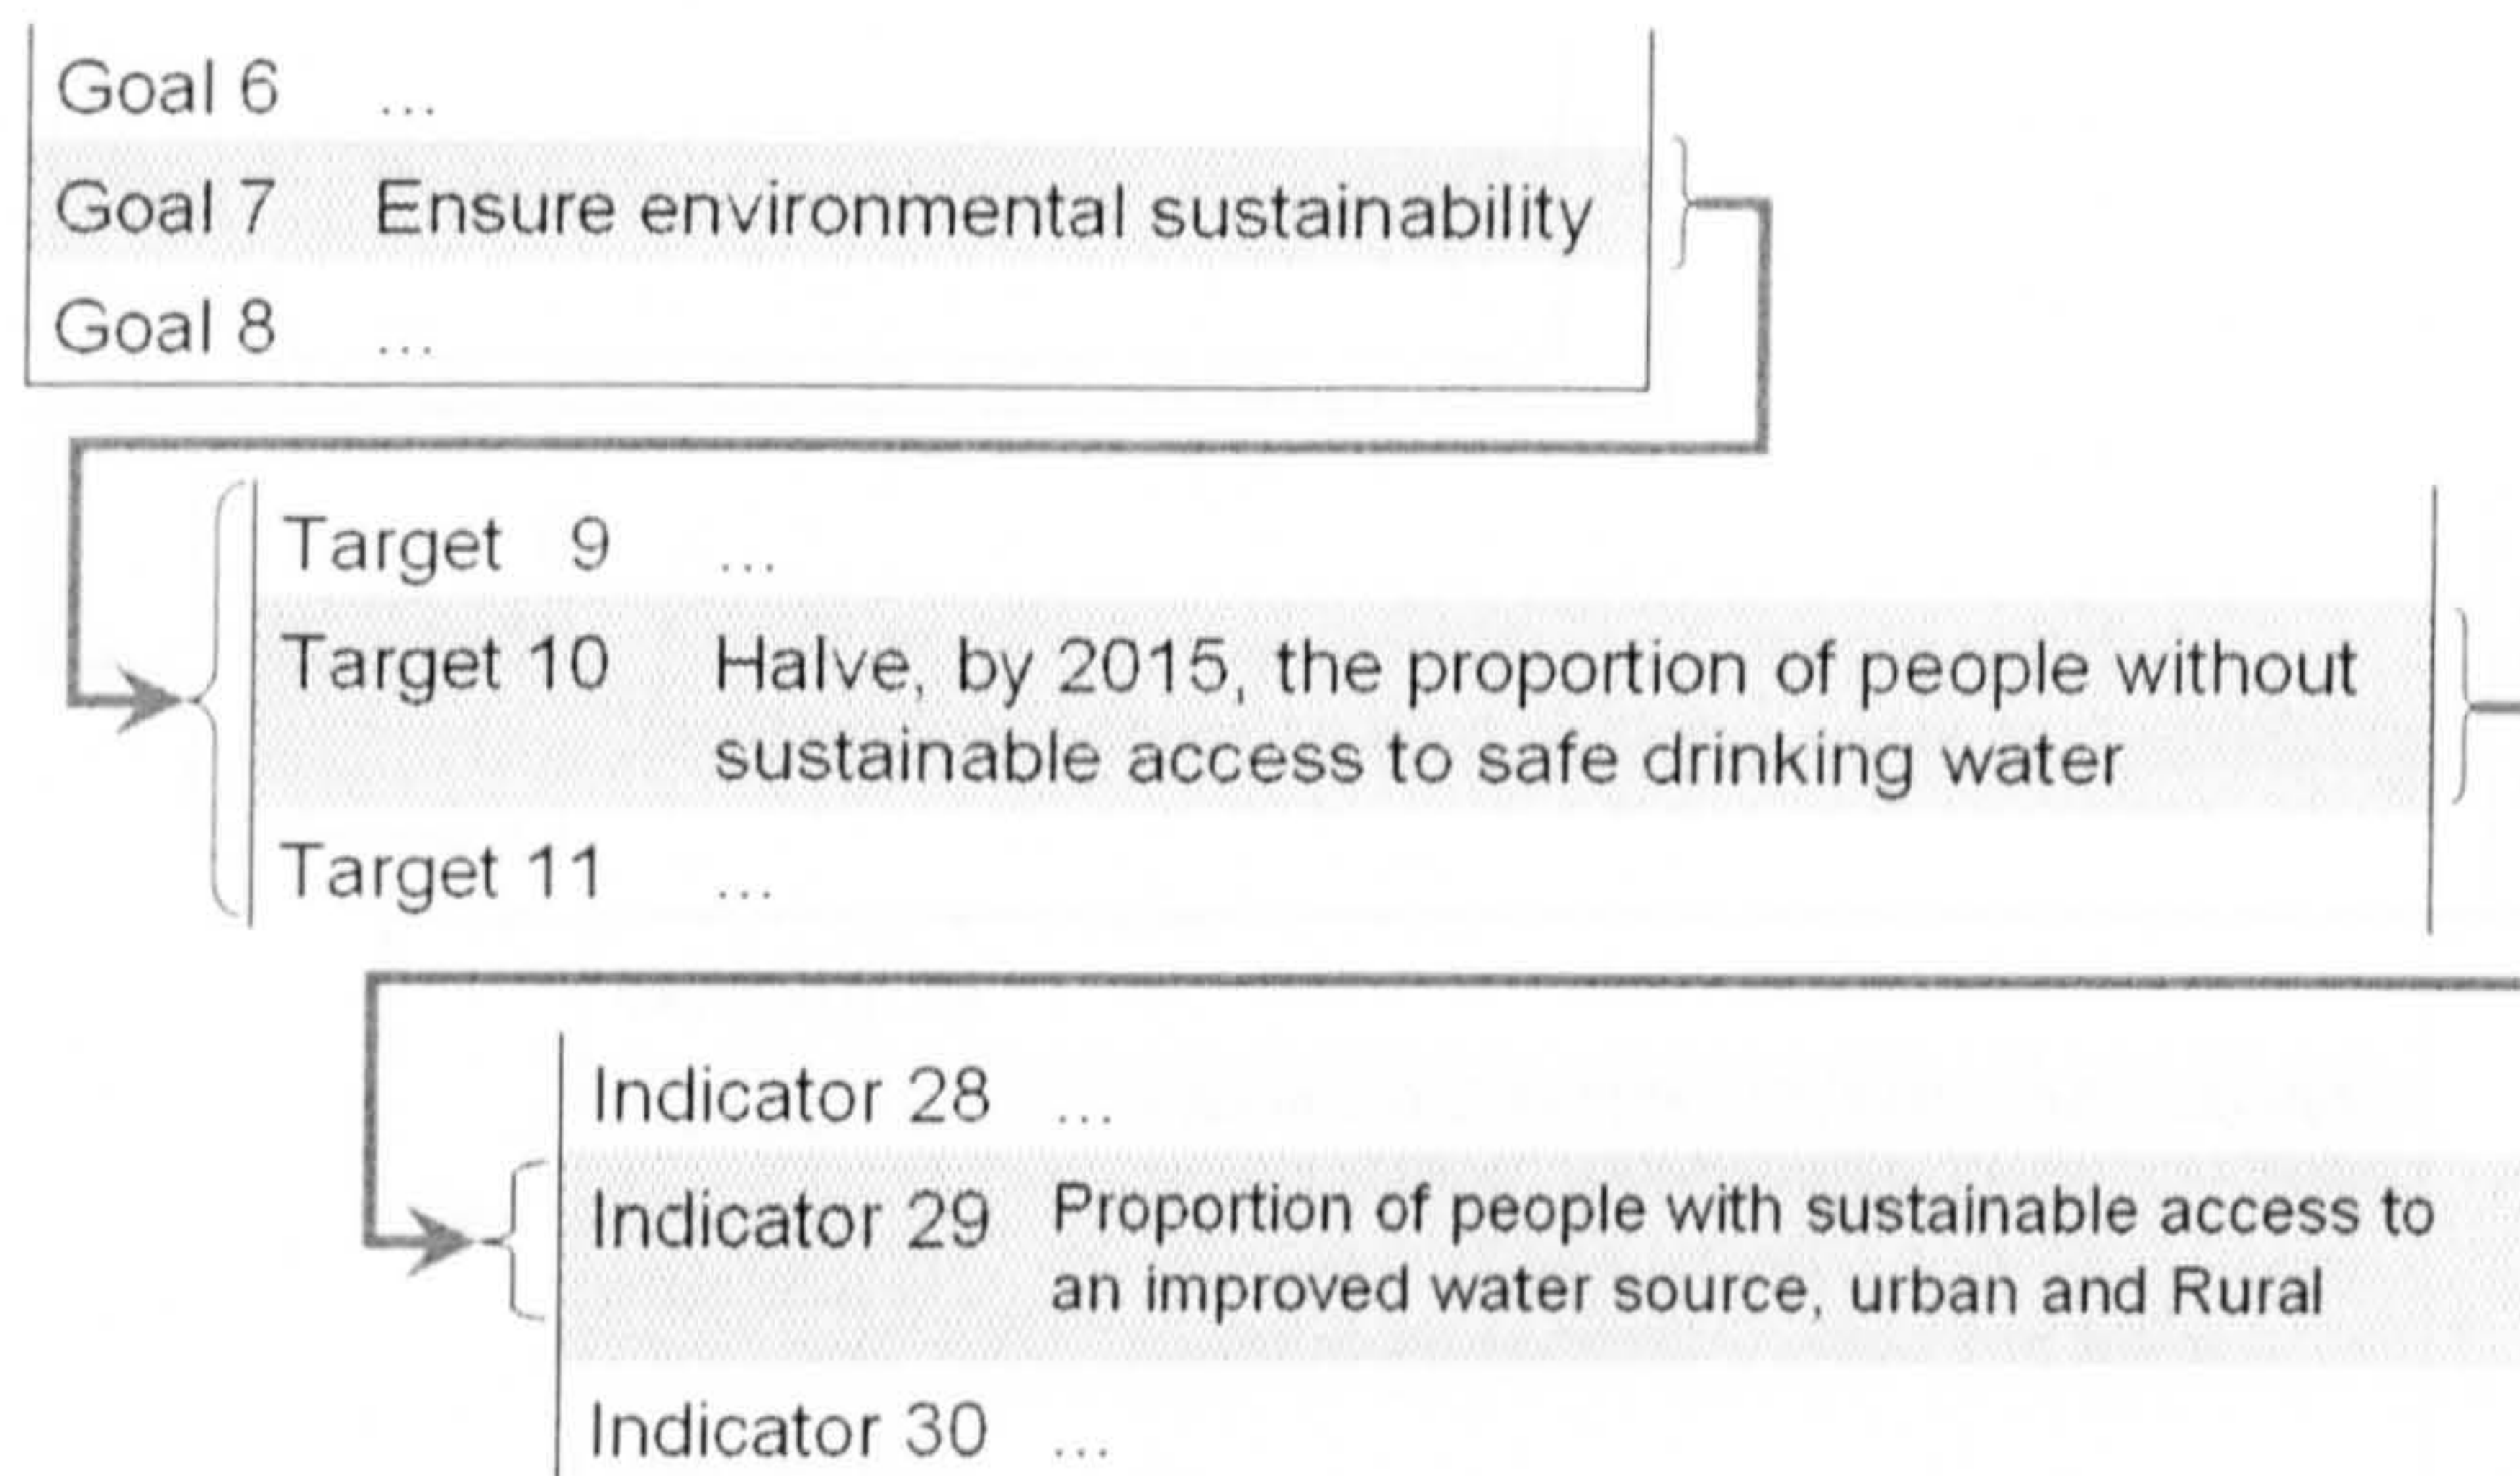 Goal 6 ...
Goal 7 Ensure environmental sustainability
Goal 8 ...
Target 9 ...
Target 10 Halve, by 2015, the proportion of people without
sustainable access to safe drinking water
Target 11 ...
Indicator 28 ...
Indicator 29 Proportion of people with sustainable access to
an improved water source, urban and Rural
Indicator 30 ...